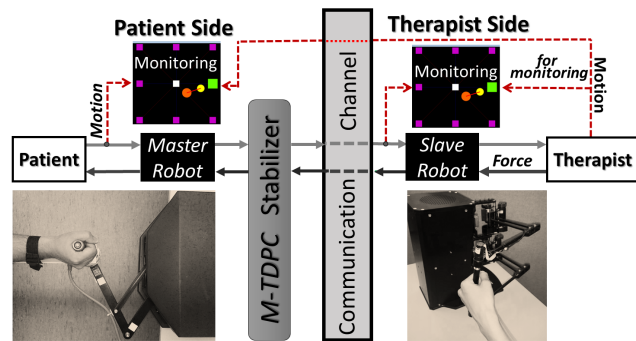 Patient Side
Therapist Side
Monitoring
Monitoring
for
monitoring
Motion
Motion
Patient
Master
Robot
M-TDPC Stabilizer
Communication Channel
Slave
Robot
Force
Therapist